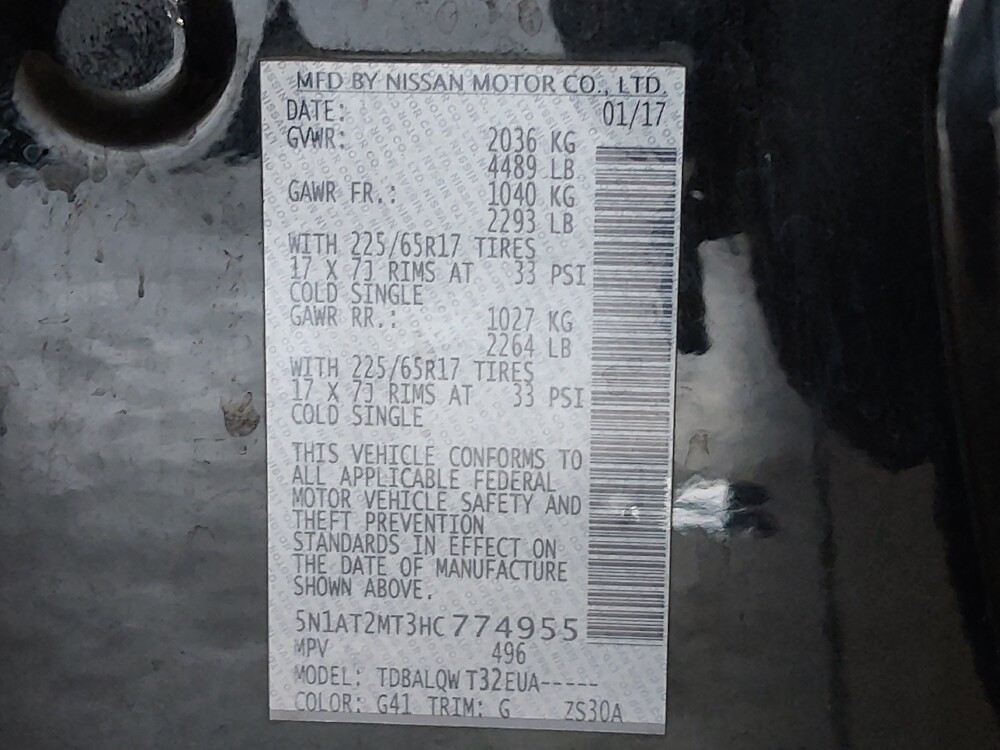 MFD BY NISSAN MOTOR CO., LTD.
DATE: 01/17
GVWR: 2036 KG
4489 LB
GAWR FR.: 1040 KG
2293 LB
WITH 225/65R17 TIRES
17 X 7J RIMS AT 33 PSI
COLD SINGLE
GAWR RR.: 1027 KG
2264 LB
WITH 225/65R17 TIRES
17 X 7J RIMS AT 33 PSI
COLD SINGLE
THIS VEHICLE CONFORMS TO
ALL APPLICABLE FEDERAL
MOTOR VEHICLE SAFETY AND
THEFT PREVENTION
STANDARDS IN EFFECT ON
THE DATE OF MANUFACTURE
SHOWN ABOVE.
5N1AT2MT3HC774955
MPV 496
MODEL: TDBALQW T32EUA-----
COLOR: G41 TRIM: G ZS30A